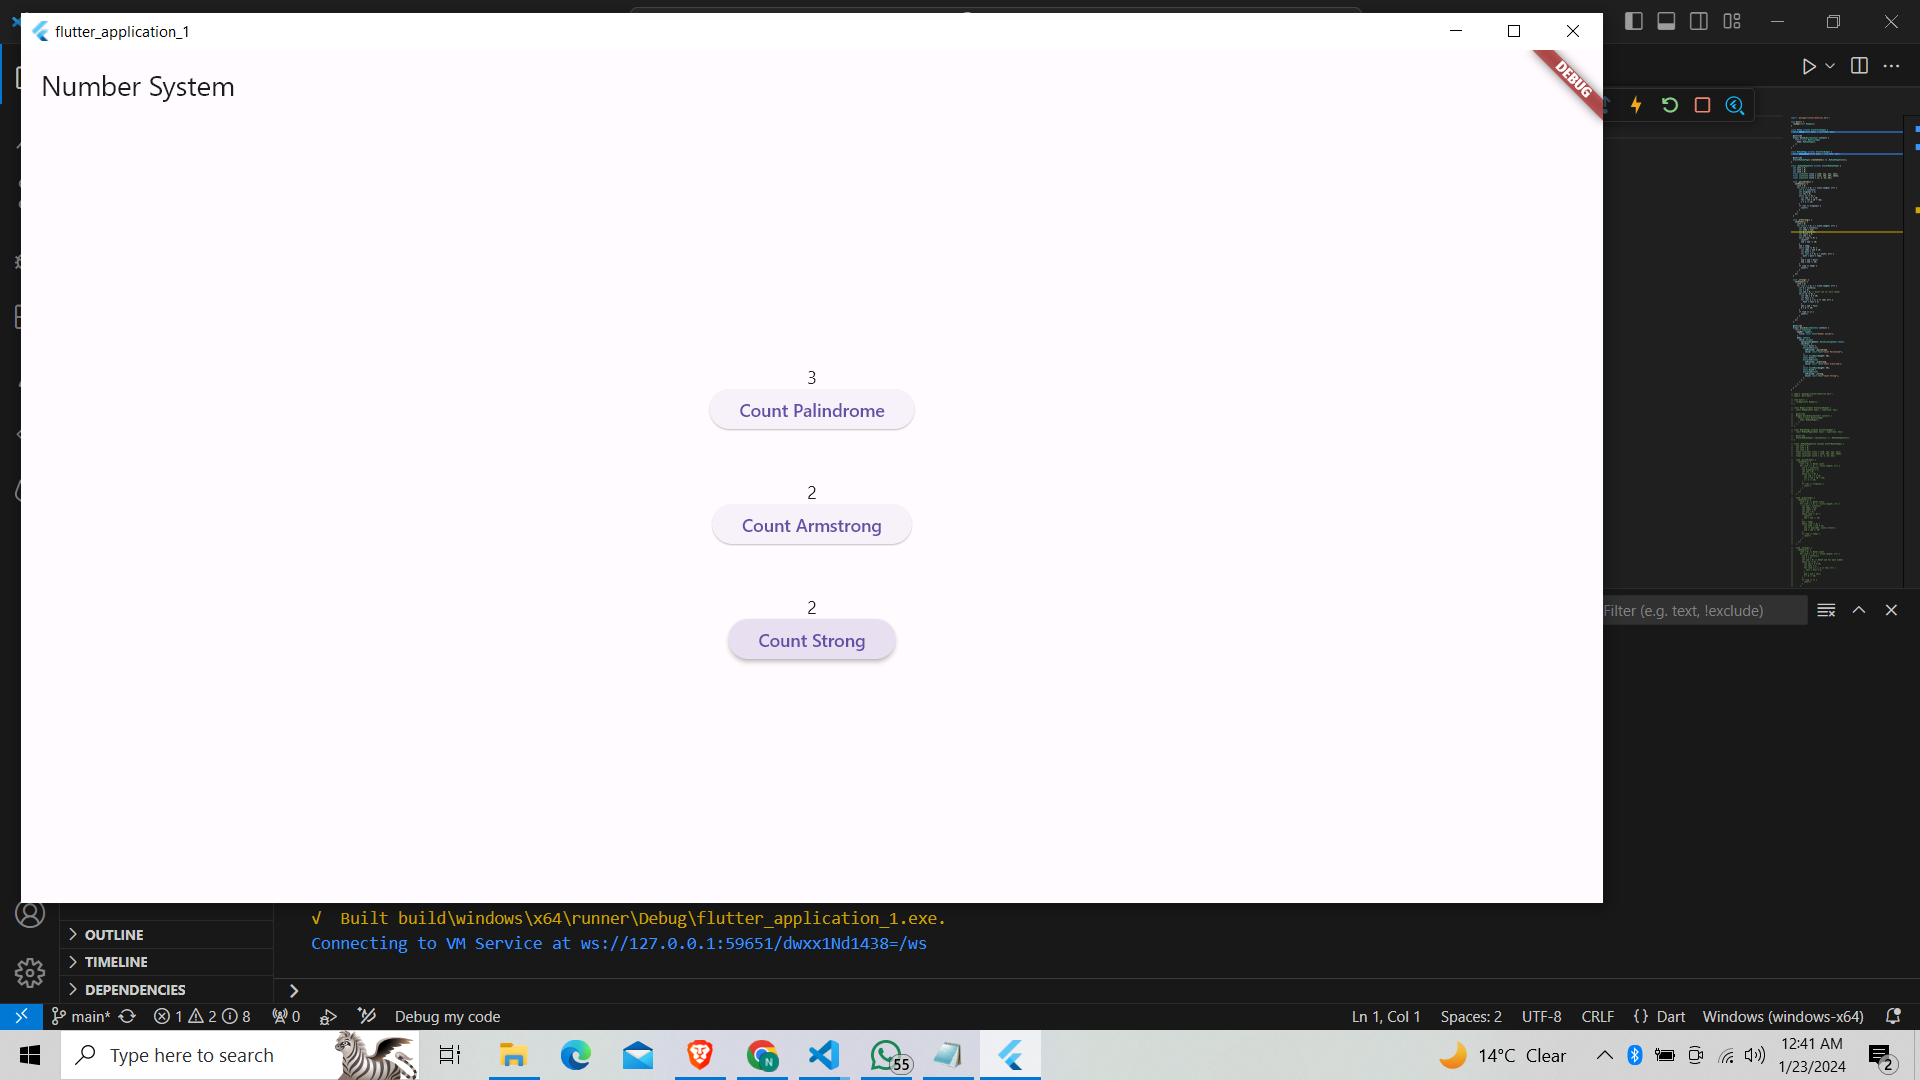 flutter_application_1
Number System
DEBUG
3
Count Palindrome
2
Count Armstrong
2
Count Strong
Filter (e.g. text, !exclude)
√ Built build\windows\x64\runner\Debug\flutter_application_1.exe.
Connecting to VM Service at ws://127.0.0.1:59651/dwxx1Nd1438=/ws
OUTLINE
TIMELINE
DEPENDENCIES
main* 1 2 8 0 Debug my code Ln 1, Col 1 Spaces: 2 UTF-8 CRLF {} Dart Windows (windows-x64)
Type here to search
N
55
14°C Clear
12:41 AM
1/23/2024
2